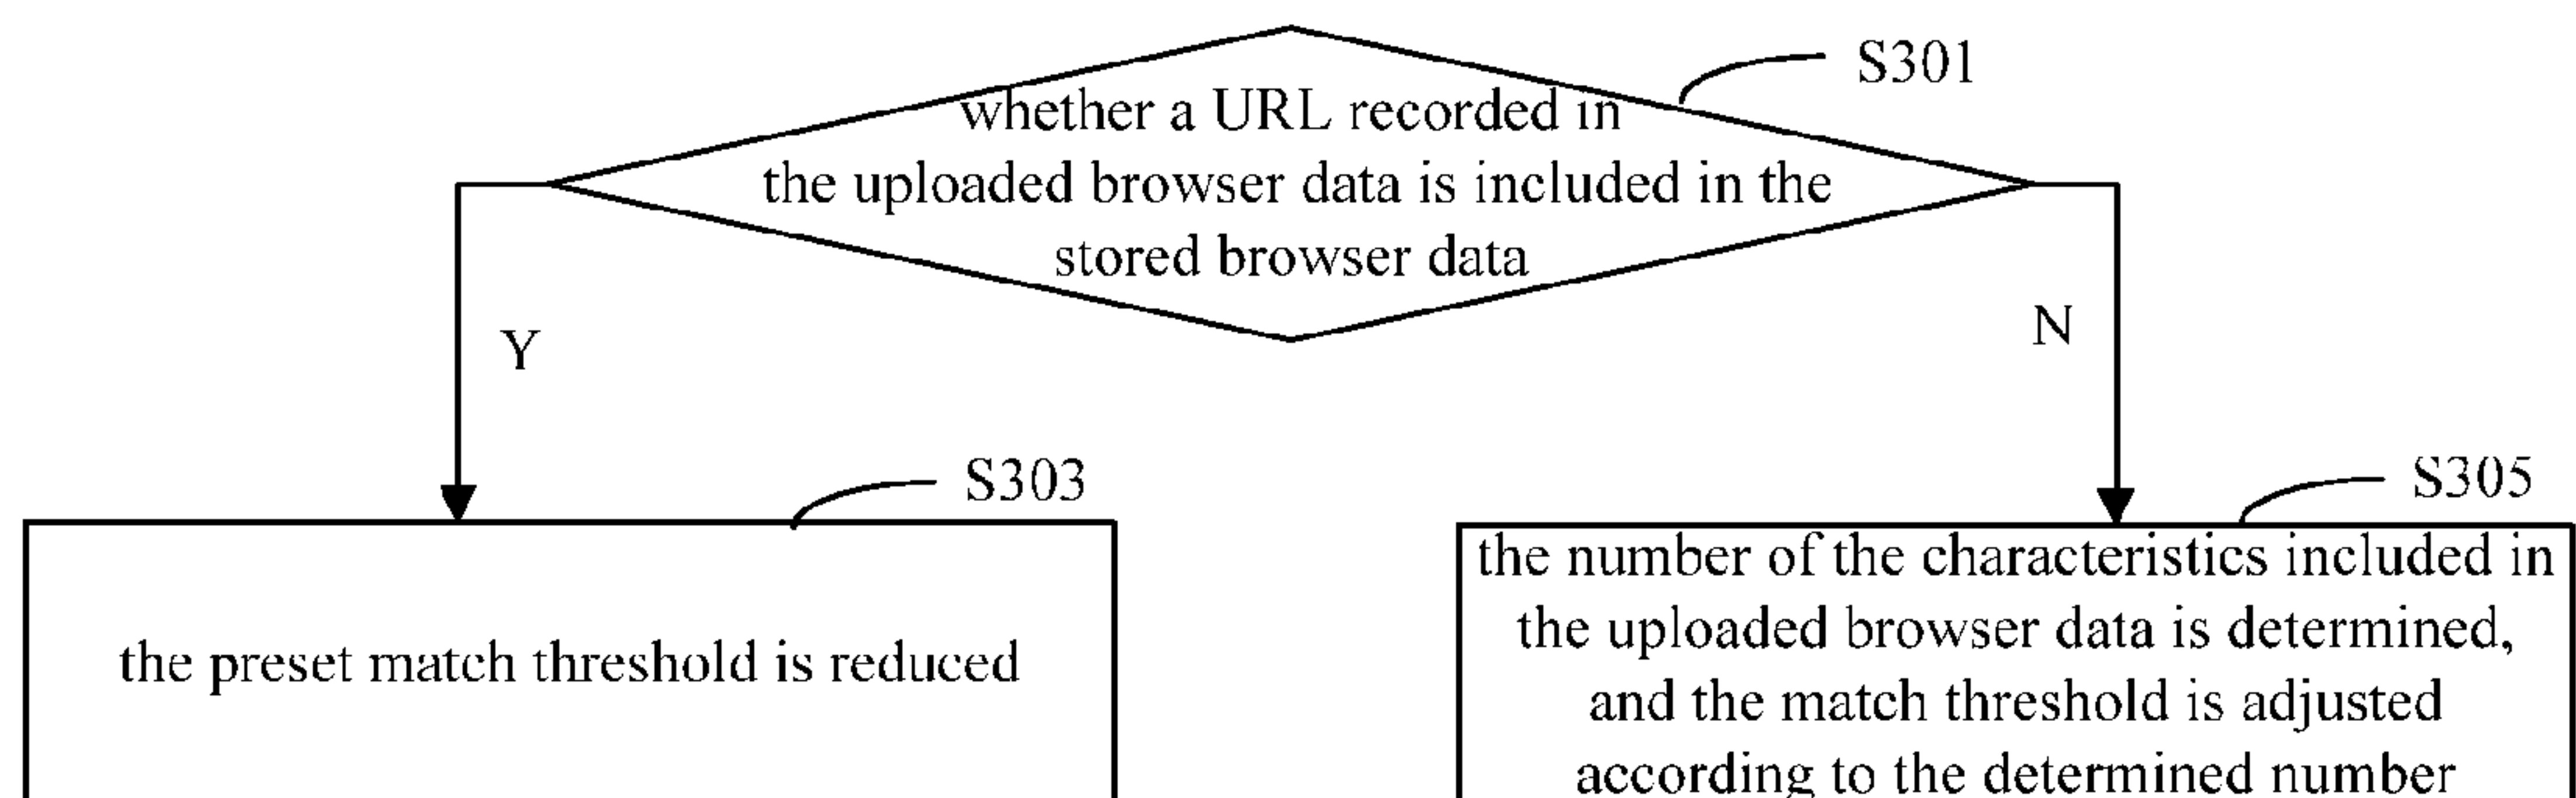 S301
whether a URL recorded in
the uploaded browser data is included in the
stored browser data
Y
N
S303
S305
the preset match threshold is reduced
the number of the characteristics included in
the uploaded browser data is determined,
and the match threshold is adjusted
according to the determined number